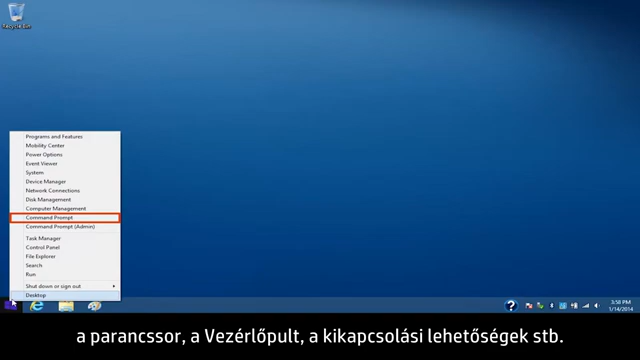 Recycle Bin
Programs and Features
Mobility Center
Power Options
Event Viewer
System
Device Manager
Network Connections
Disk Management
Computer Management
Command Prompt
Command Prompt (Admin)
Task Manager
Control Panel
File Explorer
Search
Run
Shut down or sign out
Desktop
3:58 PM
1/14/2014
a parancssor, a Vezérlőpult, a kikapcsolási lehetőségek stb.